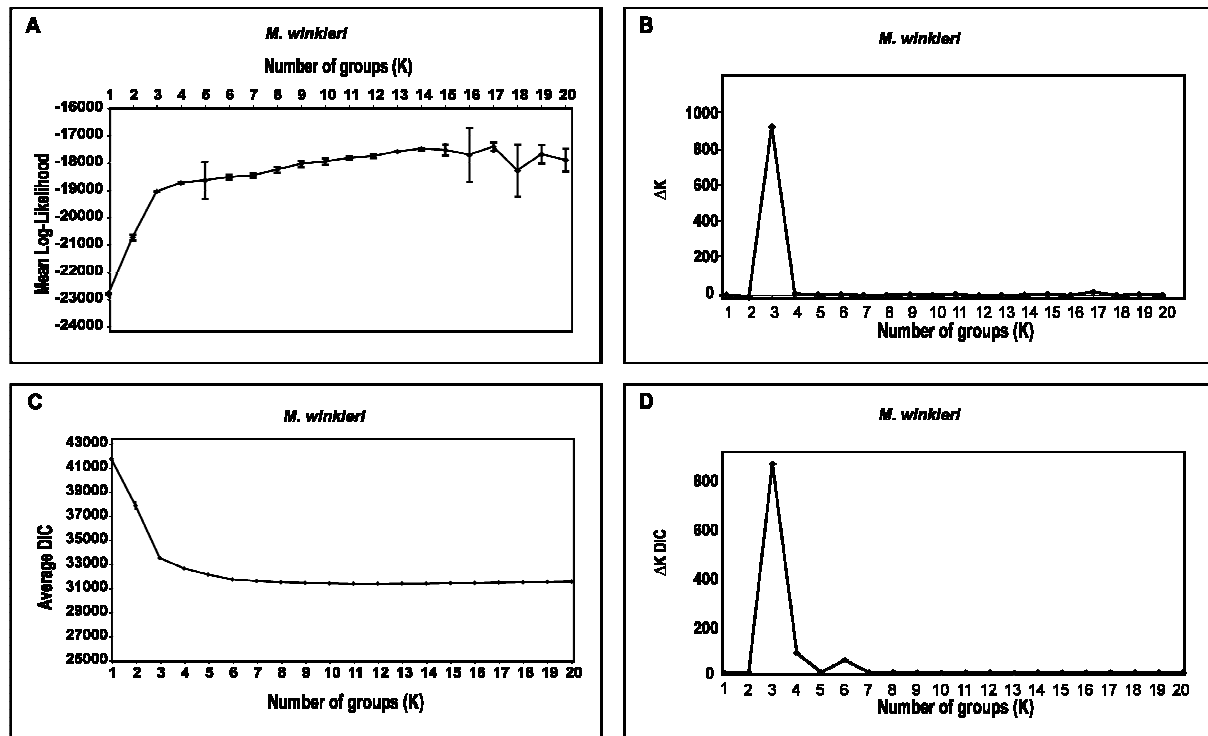 A
M. winkleri
Number of groups (K)
1 2 3 4 5 6 7 8 9 10 11 12 13 14 15 16 17 18 19 20
Mean Log-Likelihood
-16000
-17000
-18000
-19000
-20000
-21000
-22000
-23000
-24000
B
M. winkleri
ΔK
1000
800
600
400
200
0
1 2 3 4 5 6 7 8 9 10 11 12 13 14 15 16 17 18 19 20
Number of groups (K)
C
M. winkleri
Average DIC
43000
41000
39000
37000
35000
33000
31000
29000
27000
25000
1 2 3 4 5 6 7 8 9 10 11 12 13 14 15 16 17 18 19 20
Number of groups (K)
D
M. winkleri
ΔK DIC
800
600
400
200
0
1 2 3 4 5 6 7 8 9 10 11 12 13 14 15 16 17 18 19 20
Number of groups (K)